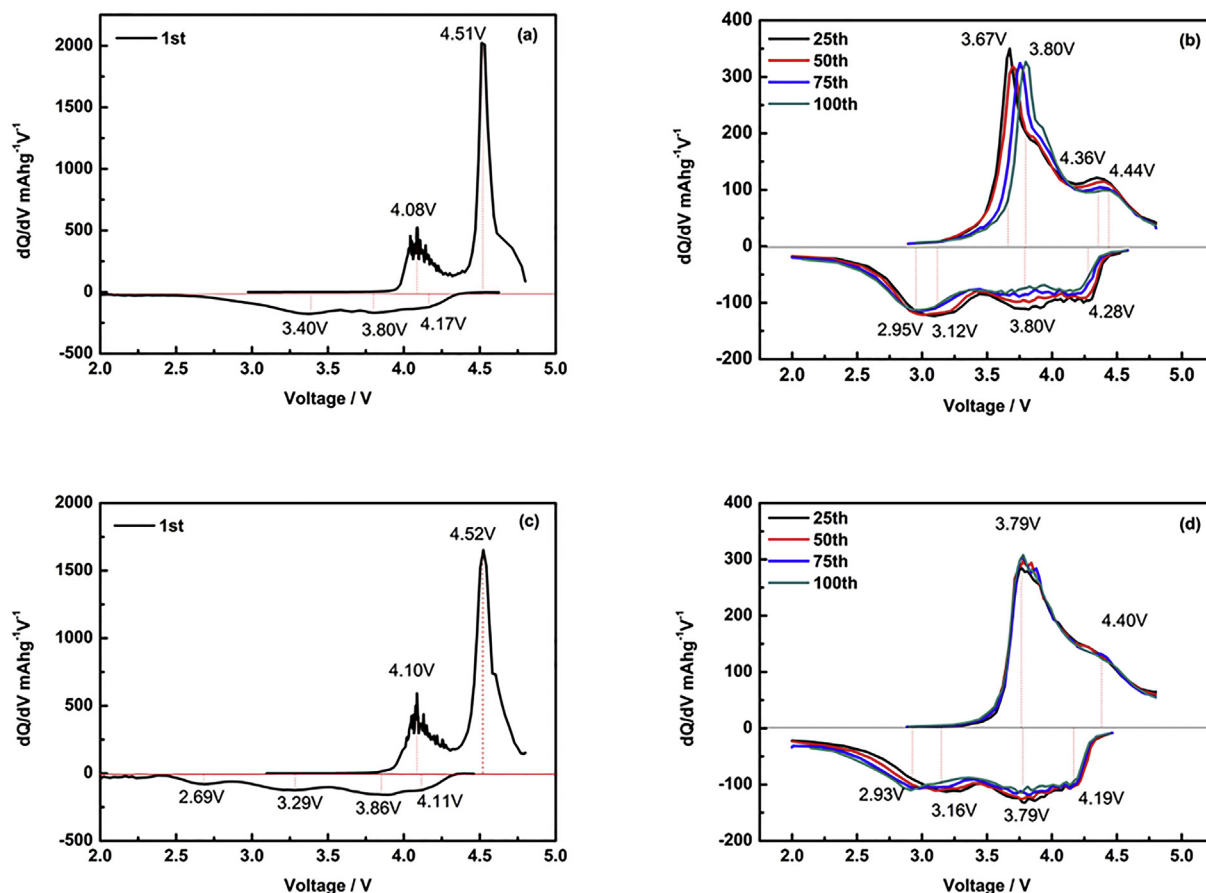 (a)
1st
4.51V
4.08V
3.40V
3.80V
4.17V
dQ/dV mAhg⁻¹V⁻¹
2000
1500
1000
500
0
-500
2.0 2.5 3.0 3.5 4.0 4.5 5.0
Voltage / V
(b)
25th
50th
75th
100th
3.67V
3.80V
4.36V
4.44V
2.95V
3.12V
3.80V
4.28V
dQ/dV mAhg⁻¹V⁻¹
400
300
200
100
0
-100
-200
2.0 2.5 3.0 3.5 4.0 4.5 5.0
Voltage / V
(c)
1st
4.52V
4.10V
2.69V
3.29V
3.86V
4.11V
dQ/dV mAhg⁻¹V⁻¹
2000
1500
1000
500
0
-500
2.0 2.5 3.0 3.5 4.0 4.5 5.0
Voltage / V
(d)
25th
50th
75th
100th
3.79V
4.40V
2.93V
3.16V
3.79V
4.19V
dQ/dV mAhg⁻¹V⁻¹
400
300
200
100
0
-100
-200
2.0 2.5 3.0 3.5 4.0 4.5 5.0
Voltage / V